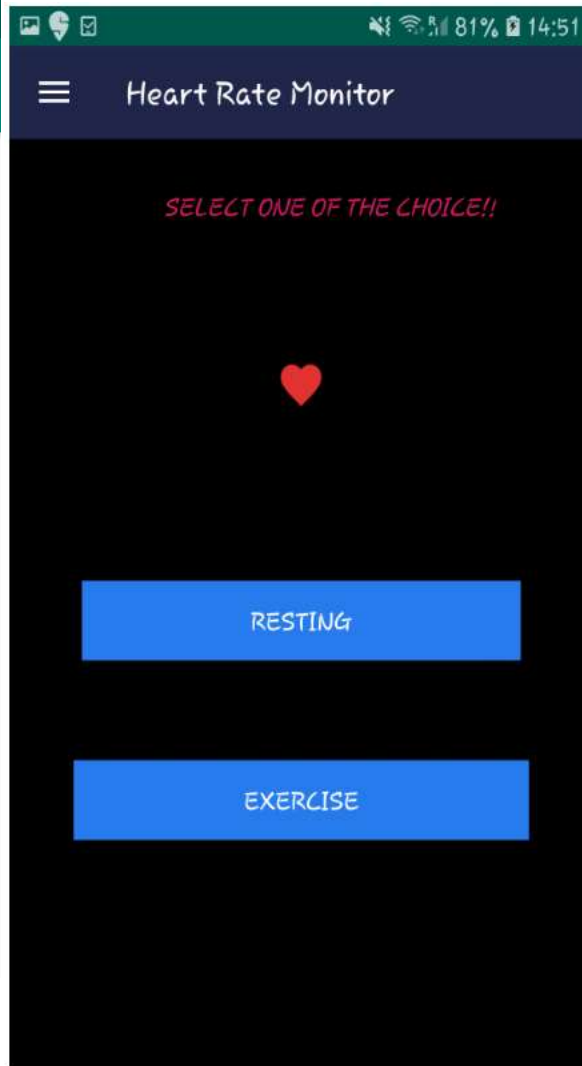 81% 14:51
Heart Rate Monitor
SELECT ONE OF THE CHOICE!!
RESTING
EXERCISE